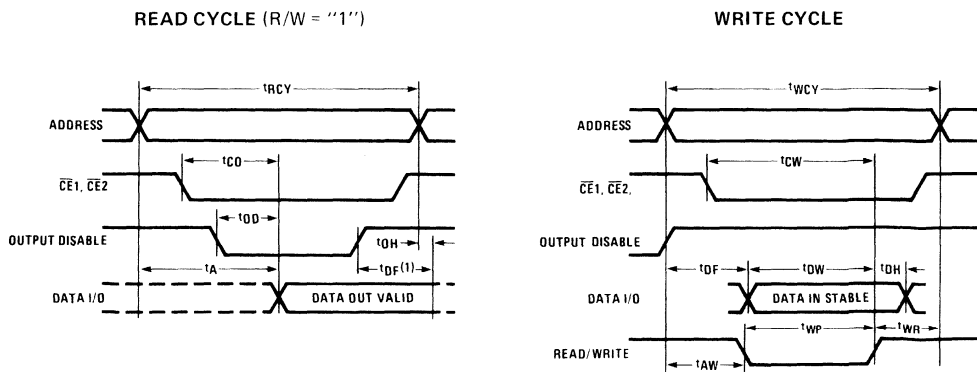 READ CYCLE (R/W = "1")
tRCY
ADDRESS
tCO
CE1, CE2
tOD
OUTPUT DISABLE
tOH
tA
tDF(1)
DATA I/O
DATA OUT VALID
WRITE CYCLE
tWCY
ADDRESS
tCW
CE1, CE2,
OUTPUT DISABLE
tDF
tDW
tDH
DATA I/O
DATA IN STABLE
tWP
tWR
READ/WRITE
tAW